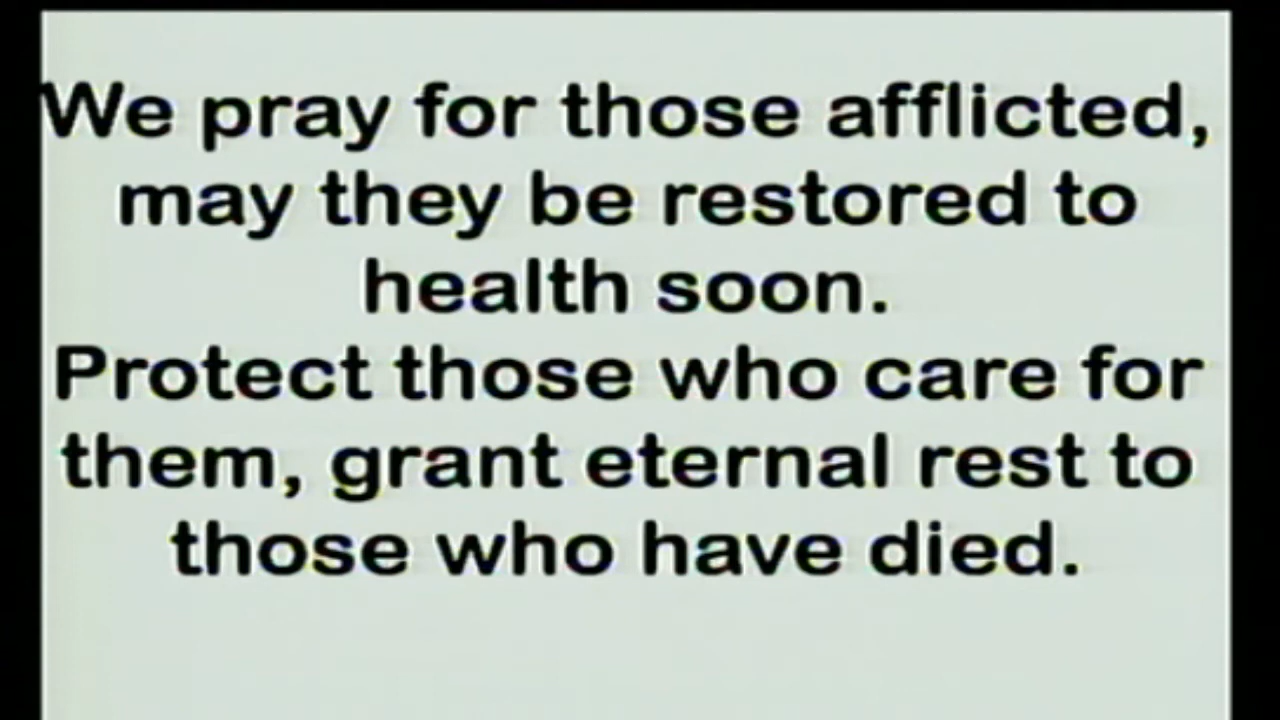 We pray for those afflicted,
may they be restored to
health soon.
Protect those who care for
them, grant eternal rest to
those who have died.